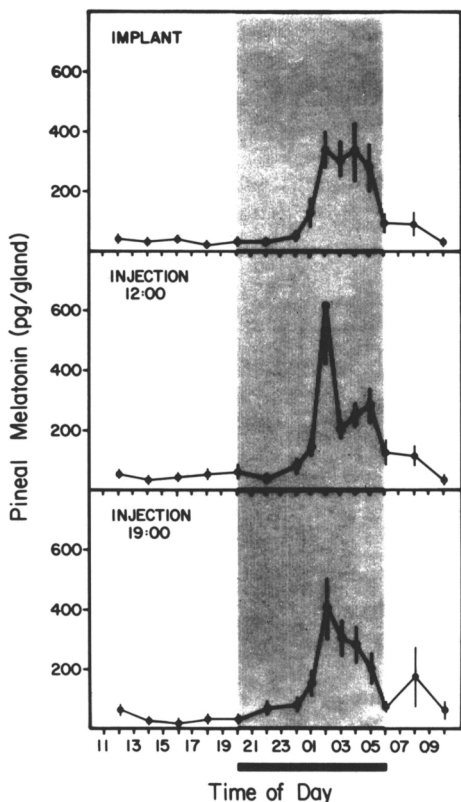 IMPLANT
600
400
200
INJECTION
12:00
600
400
200
INJECTION
19:00
600
400
200
Pineal Melatonin (pg/gland)
11 13 15 17 19 21 23 01 03 05 07 09
Time of Day